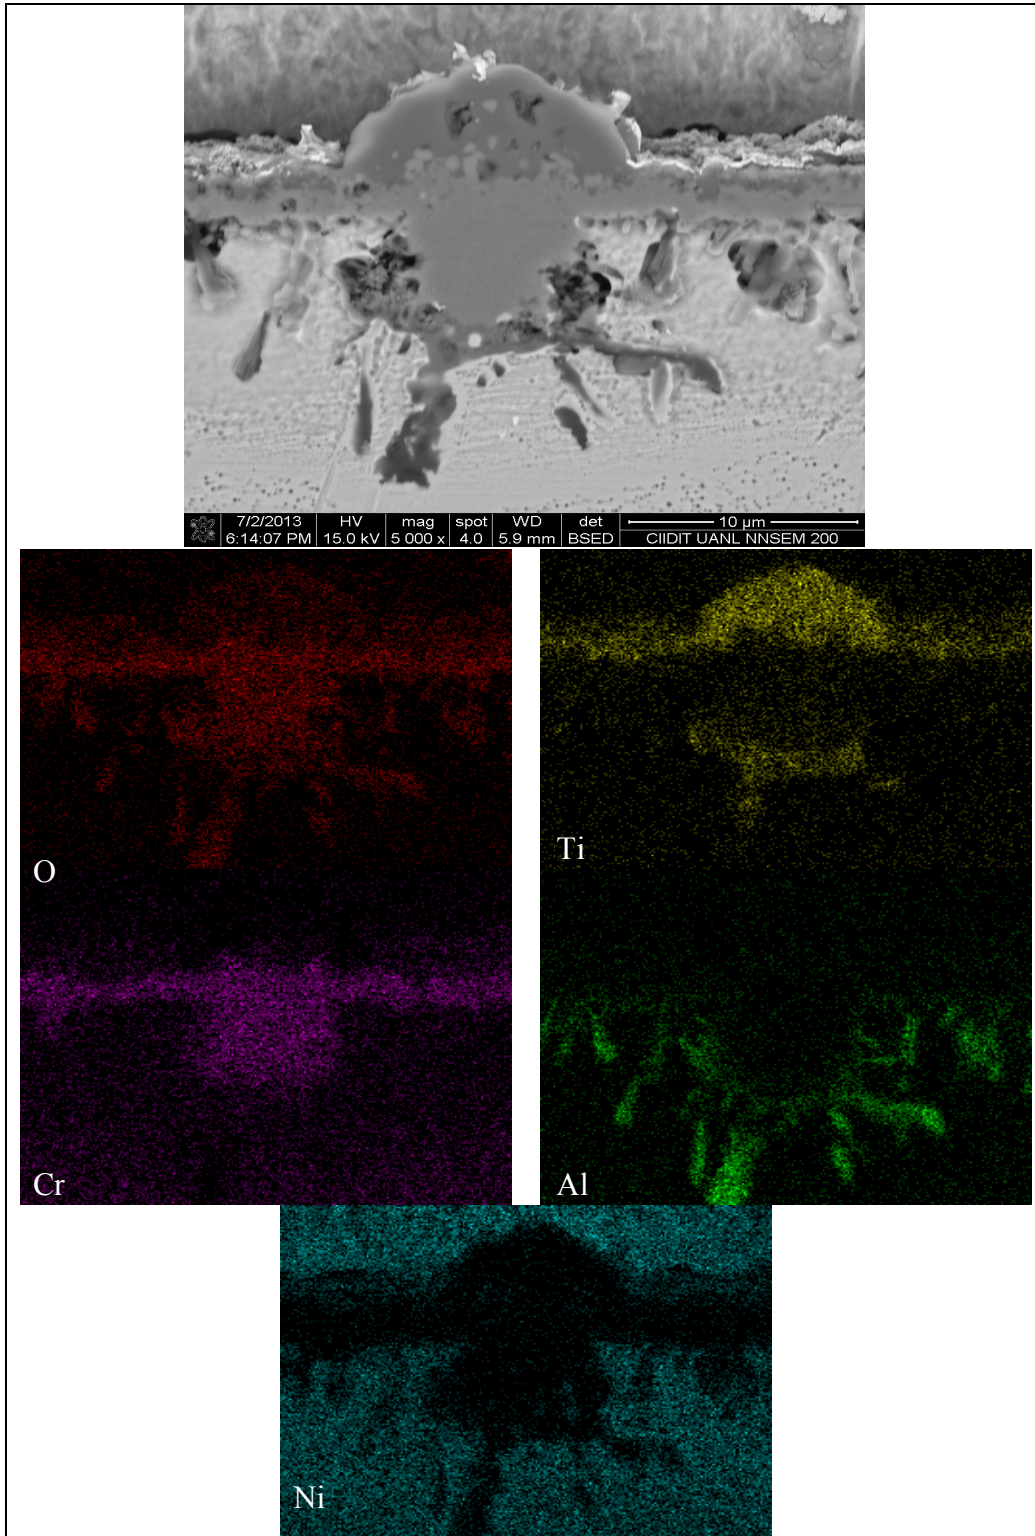 7/2/2013 HV mag spot WD det 10 µm
6:14:07 PM 15.0 kV 5 000 x 4.0 5.9 mm BSED CIIDIT UANL NNSEM 200
O
Ti
Cr
Al
Ni